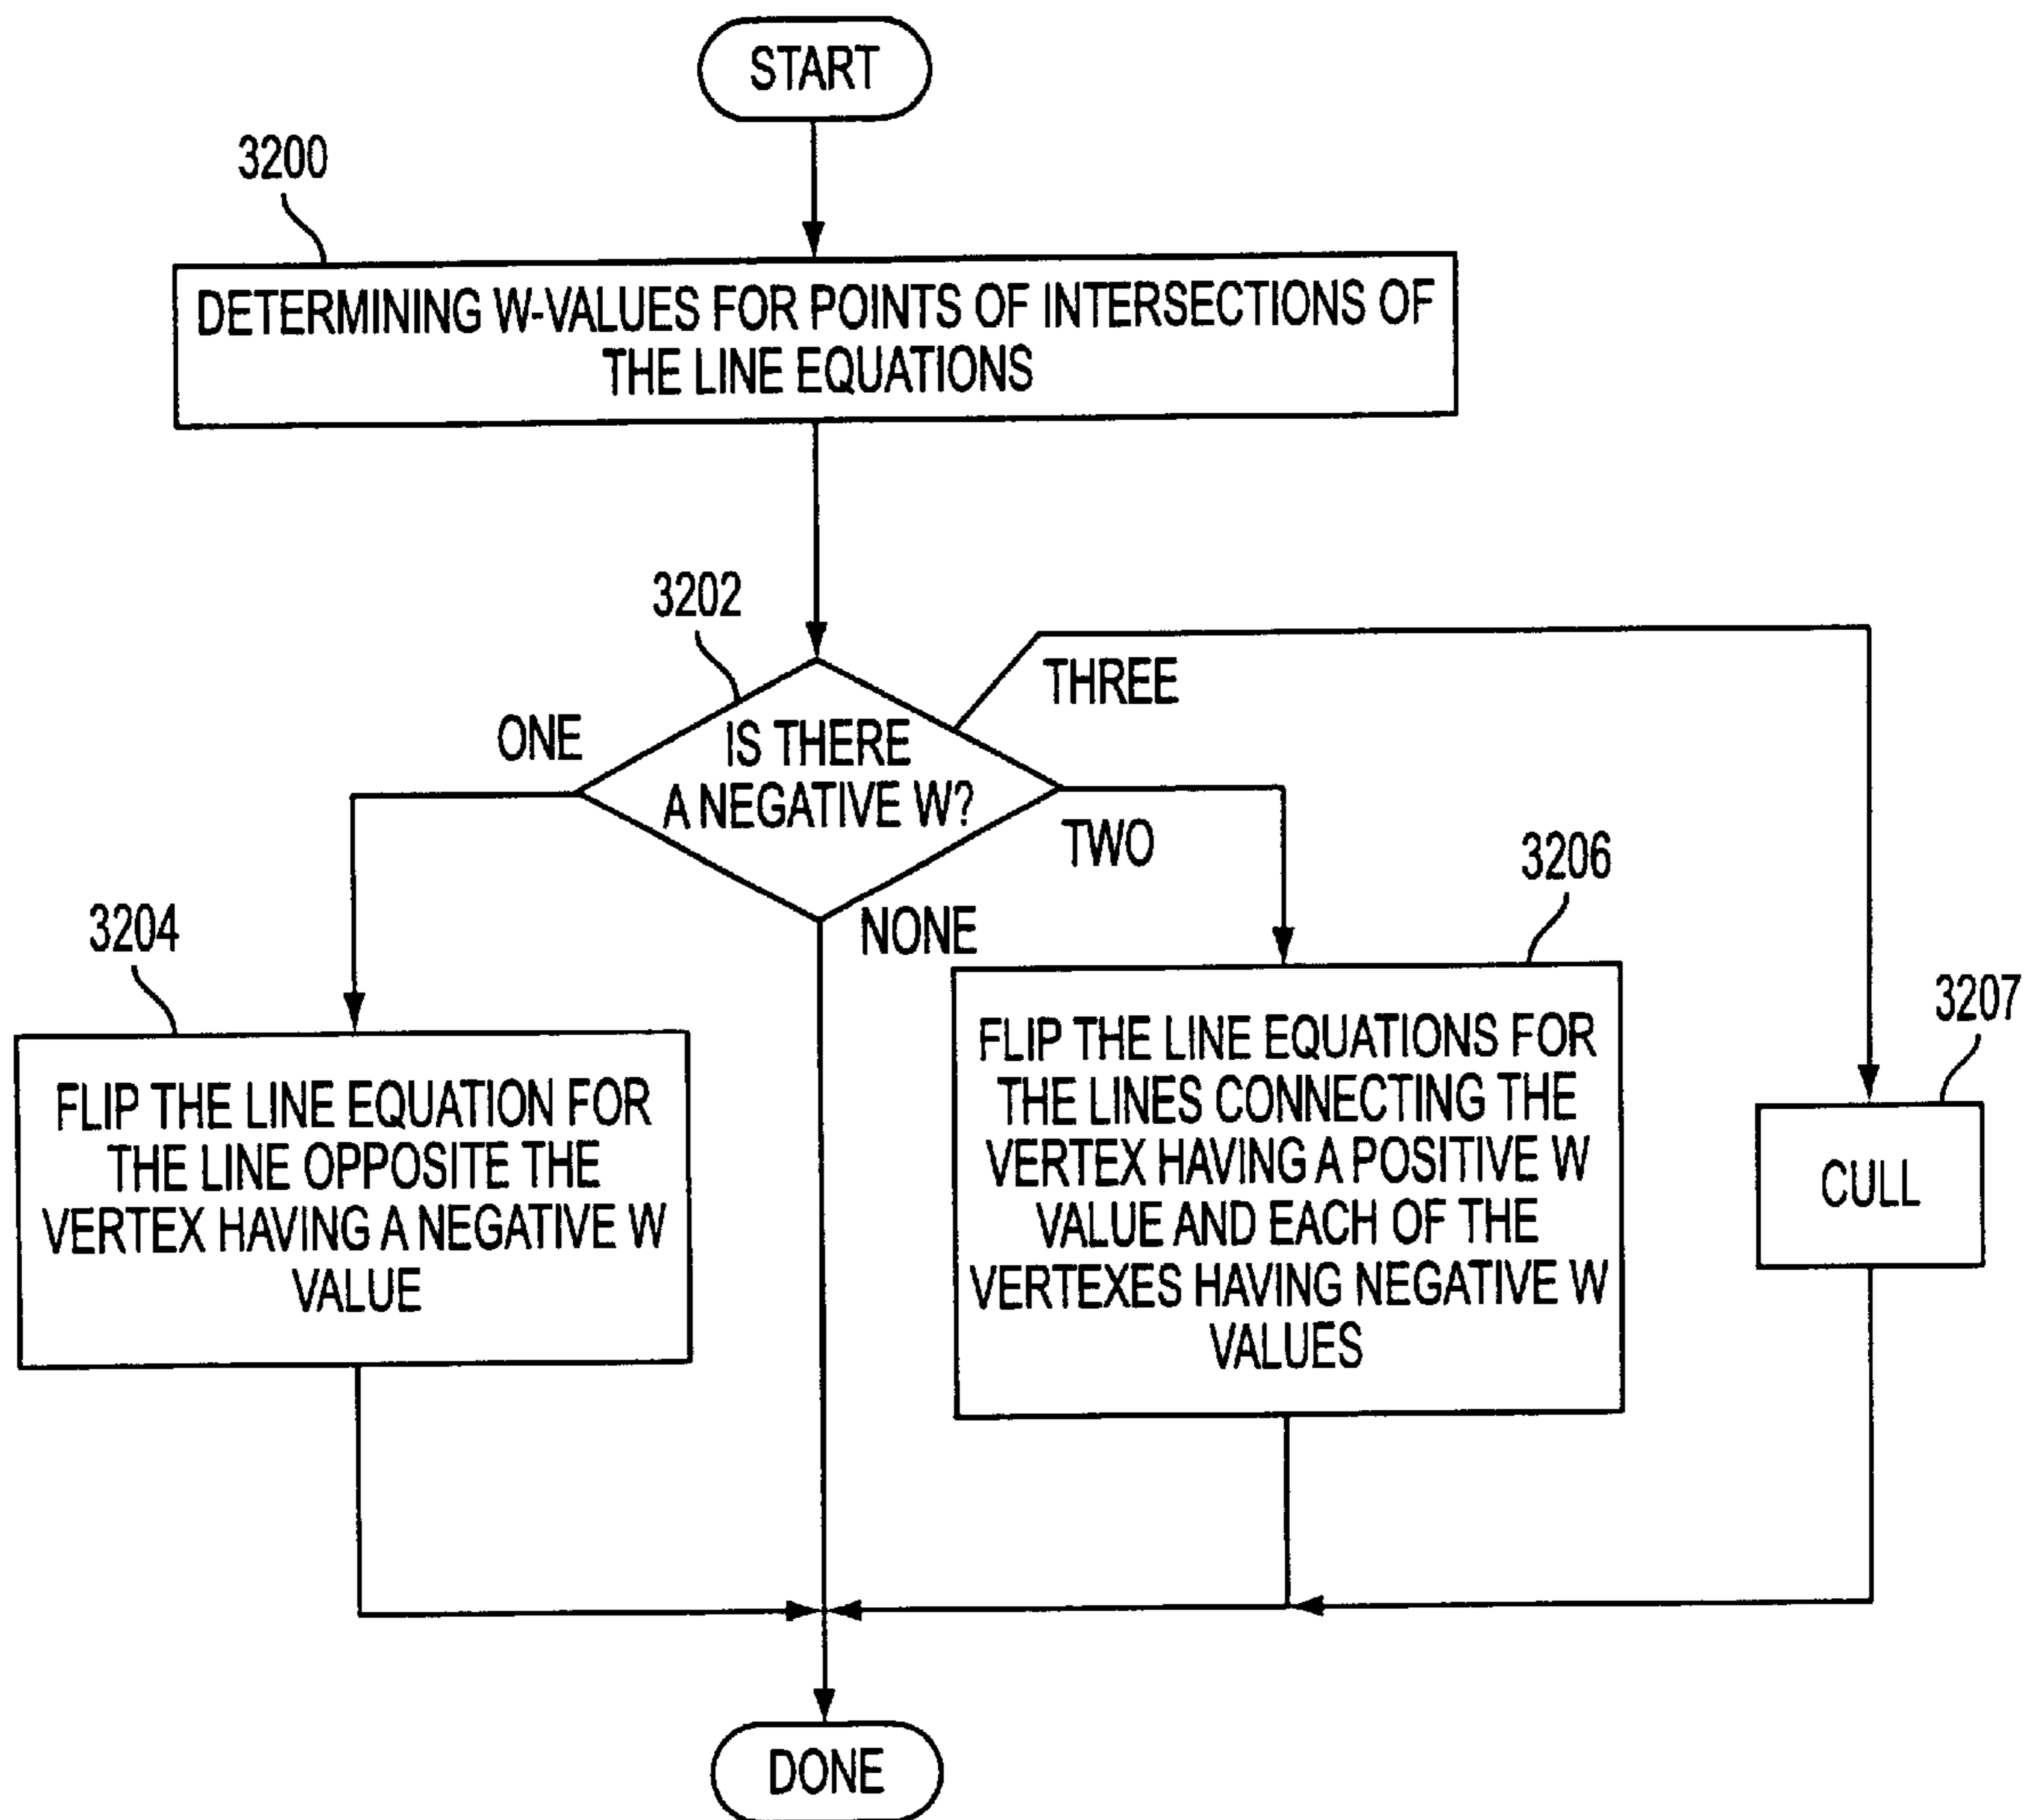 START
3200
DETERMINING W-VALUES FOR POINTS OF INTERSECTIONS OF
THE LINE EQUATIONS
3202
IS THERE
A NEGATIVE W?
ONE
THREE
TWO
NONE
3204
FLIP THE LINE EQUATION FOR
THE LINE OPPOSITE THE
VERTEX HAVING A NEGATIVE W
VALUE
3206
FLIP THE LINE EQUATIONS FOR
THE LINES CONNECTING THE
VERTEX HAVING A POSITIVE W
VALUE AND EACH OF THE
VERTEXES HAVING NEGATIVE W
VALUES
3207
CULL
DONE